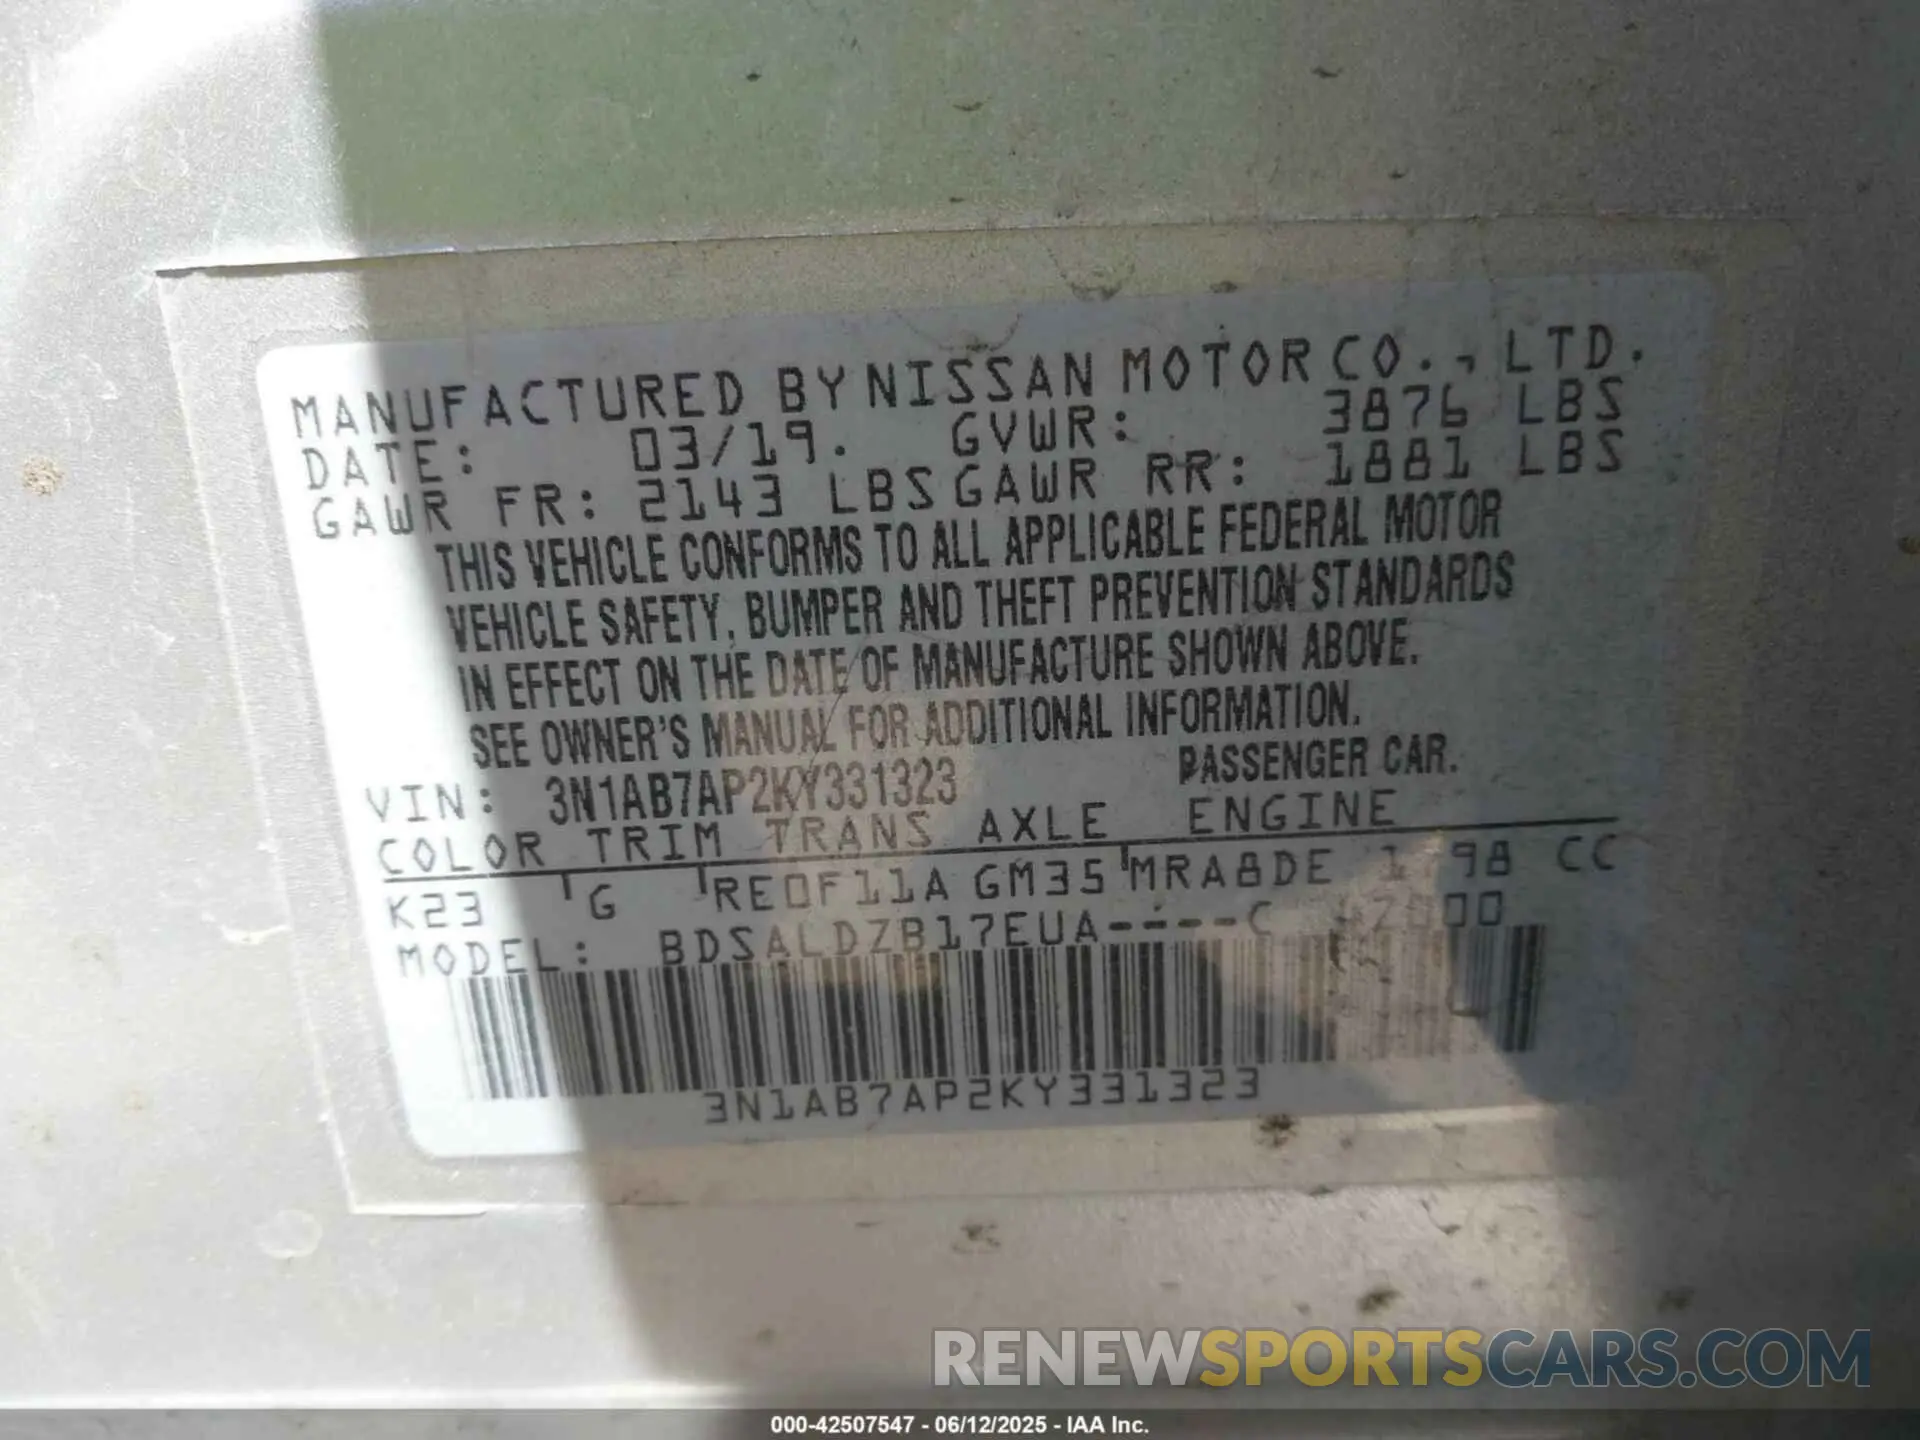 MANUFACTURED BY NISSAN MOTOR CO., LTD.
DATE: 03/19. GVWR: 3876 LBS
GAWR FR: 2143 LBS GAWR RR: 1881 LBS
THIS VEHICLE CONFORMS TO ALL APPLICABLE FEDERAL MOTOR
VEHICLE SAFETY, BUMPER AND THEFT PREVENTION STANDARDS
IN EFFECT ON THE DATE OF MANUFACTURE SHOWN ABOVE.
SEE OWNER'S MANUAL FOR ADDITIONAL INFORMATION.
VIN: 3N1AB7AP2KY331323 PASSENGER CAR.
COLOR TRIM TRANS AXLE ENGINE
K23 G RE0F11A GM35 MRA8DE CC
MODEL: BDSALDZB17EUA----C
3N1AB7AP2KY331323
RENEWSPORTSCARS.COM
000-42507547 - 06/12/2025 - IAA Inc.